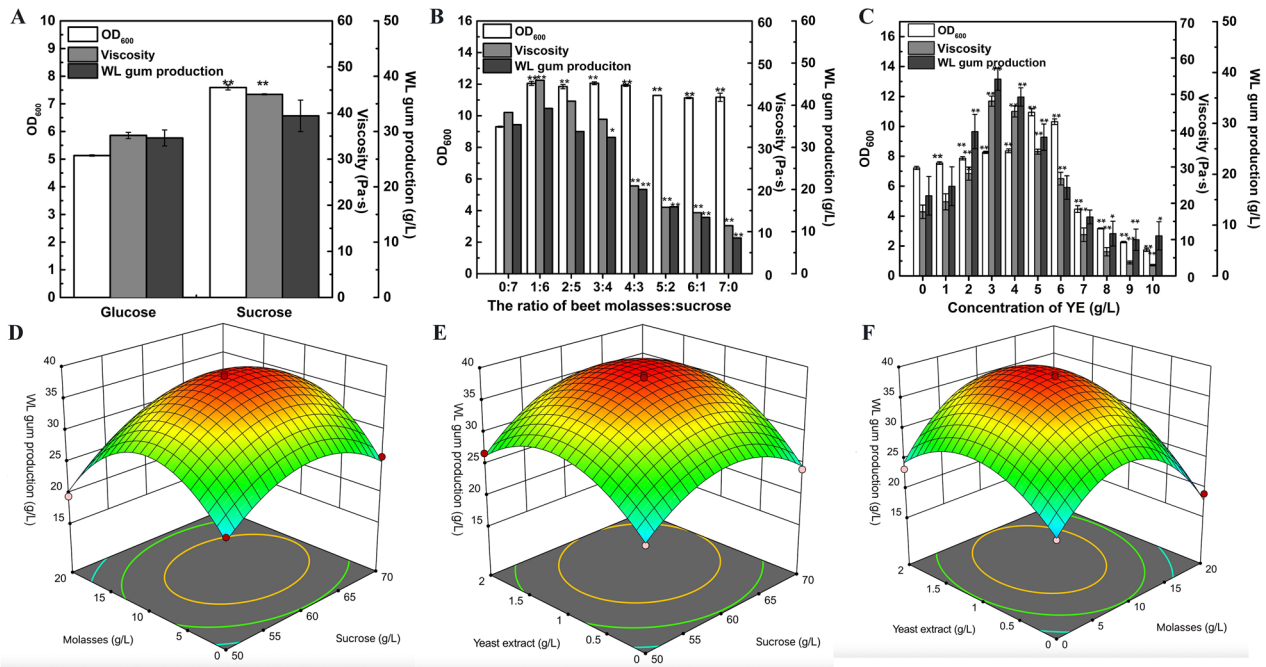 A
OD600
Viscosity
WL gum production
OD600
0
1
2
3
4
5
6
7
8
9
10
** **
Glucose Sucrose
0
10
20
30
40
50
60
Viscosity (Pa·s)
0
10
20
30
40
50
WL gum production (g/L)
B
OD600
Viscosity
WL gum produciton
OD600
0
2
4
6
8
10
12
14
16
**** ** ** ** ** ** **
* ** ** ** ** ** ** ** **
0:7 1:6 2:5 3:4 4:3 5:2 6:1 7:0
The ratio of beet molasses:sucrose
0
10
20
30
40
50
60
Viscosity (Pa·s)
0
10
20
30
40
50
60
WL gum production (g/L)
C
OD600
Viscosity
WL gum production
OD600
0
2
4
6
8
10
12
14
16
0 1 2 3 4 5 6 7 8 9 10
Concentration of YE (g/L)
0
10
20
30
40
50
60
70
Viscosity (Pa·s)
0
10
20
30
40
50
WL gum production (g/L)
D
WL gum production (g/L)
40
35
30
25
20
15
20
15
10
5
0
Molasses (g/L)
50
55
60
65
70
Sucrose (g/L)
E
WL gum production (g/L)
40
35
30
25
20
15
2
1.5
1
0.5
0
Yeast extract (g/L)
50
55
60
65
70
Sucrose (g/L)
F
WL gum production (g/L)
40
35
30
25
20
15
2
1.5
1
0.5
0
Yeast extract (g/L)
0
5
10
15
20
Molasses (g/L)